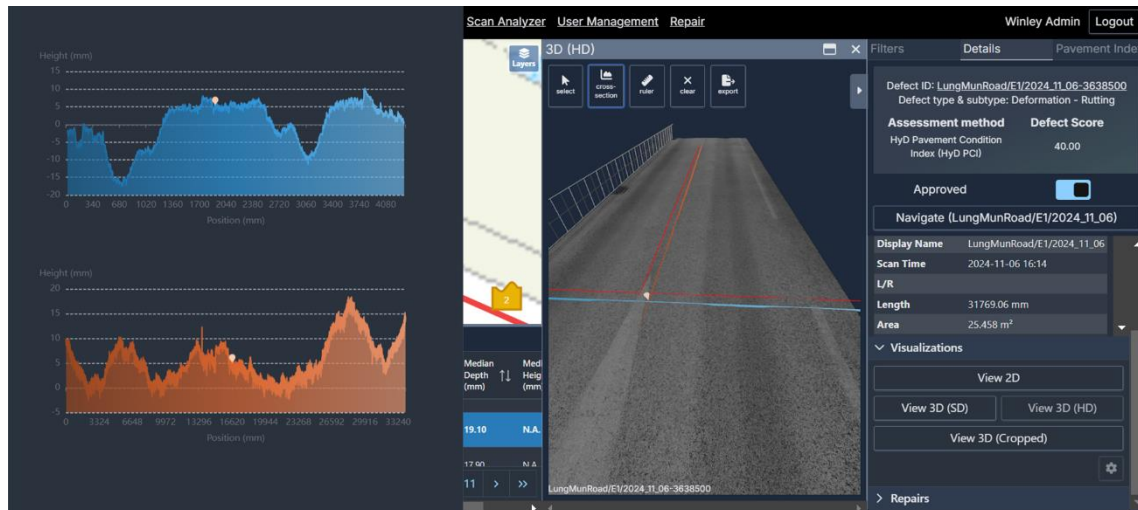 Scan Analyzer User Management Repair
Winley Admin Logout
Height (mm)
15
10
5
0
-5
-10
-15
-20
0 340 680 1020 1360 1700 2040 2380 2720 3060 3400 3740 4080
Position (mm)
Height (mm)
20
15
10
5
0
-5
0 3324 6648 9972 13296 16620 19944 23268 26592 29916 33240
Position (mm)
Layers
2
Median
Depth
(mm)
Med
Heig
(mm
19.10 N.A.
17.90 N.A
11 › »
3D (HD)
select
cross-
section
ruler
clear
export
LungMunRoad/E1/2024_11_06-3638500
Filters Details Pavement Inde
Defect ID: LungMunRoad/E1/2024_11_06-3638500
Defect type & subtype: Deformation - Rutting
Assessment method Defect Score
HyD Pavement Condition
Index (HyD PCI)
40.00
Approved
Navigate (LungMunRoad/E1/2024_11_06)
Display Name LungMunRoad/E1/2024_11_06
Scan Time 2024-11-06 16:14
L/R
Length 31769.06 mm
Area 25.458 m²
Visualizations
View 2D
View 3D (SD) View 3D (HD)
View 3D (Cropped)
Repairs